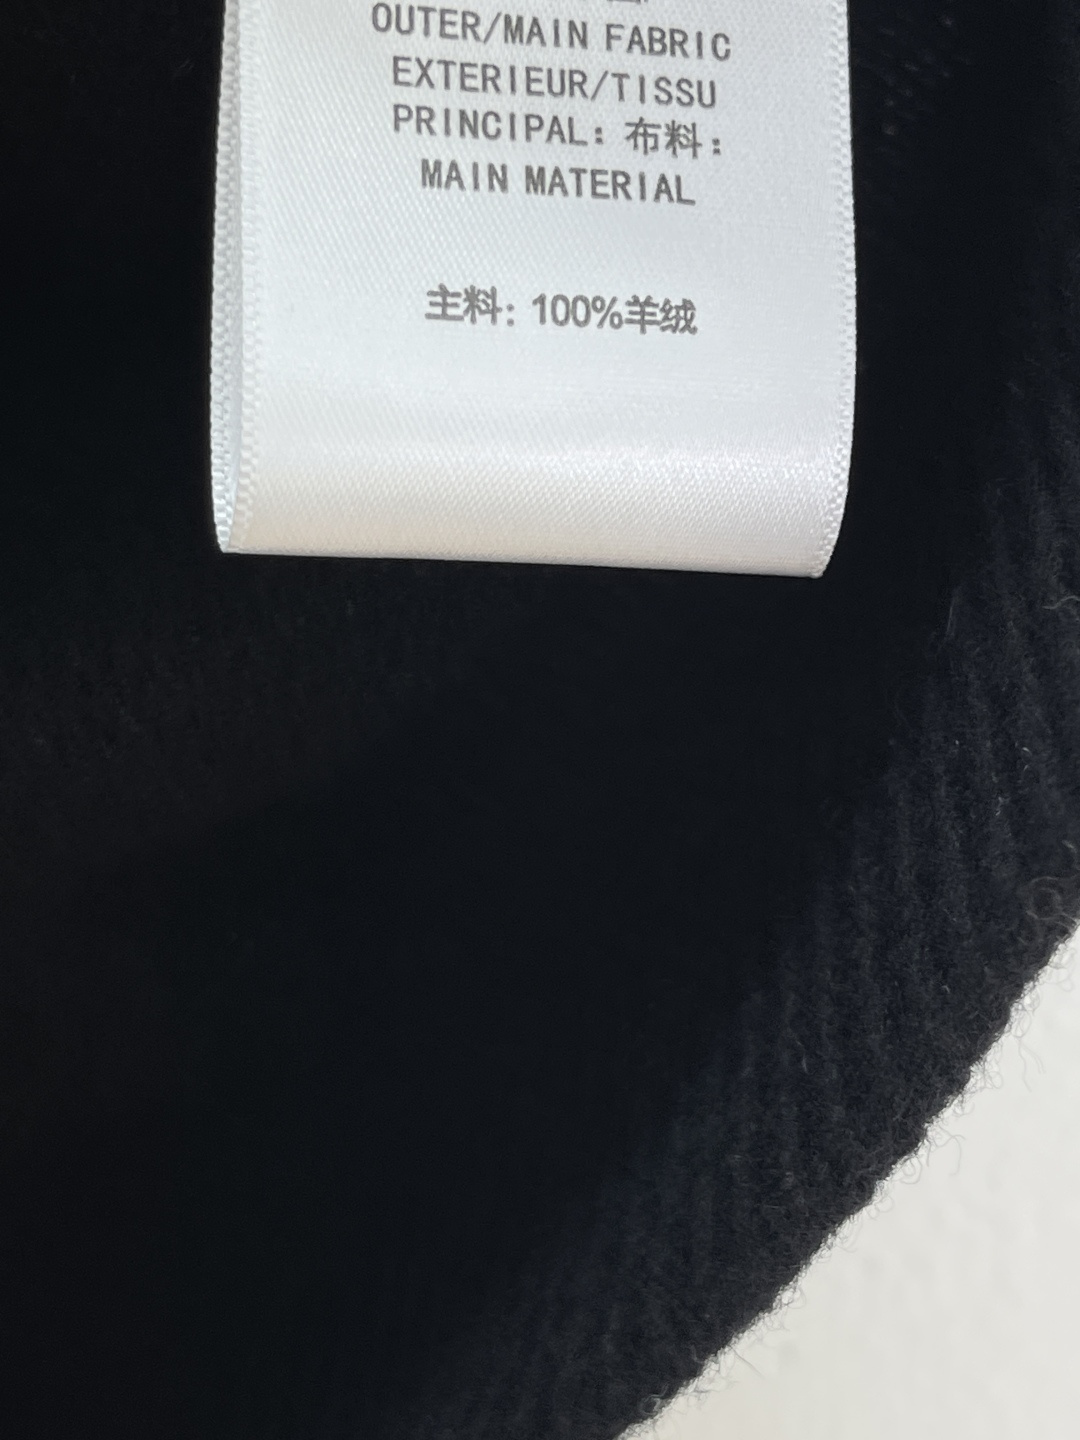 OUTER/MAIN FABRIC
EXTERIEUR/TISSU
PRINCIPAL: 布料:
MAIN MATERIAL
主料: 100%羊绒